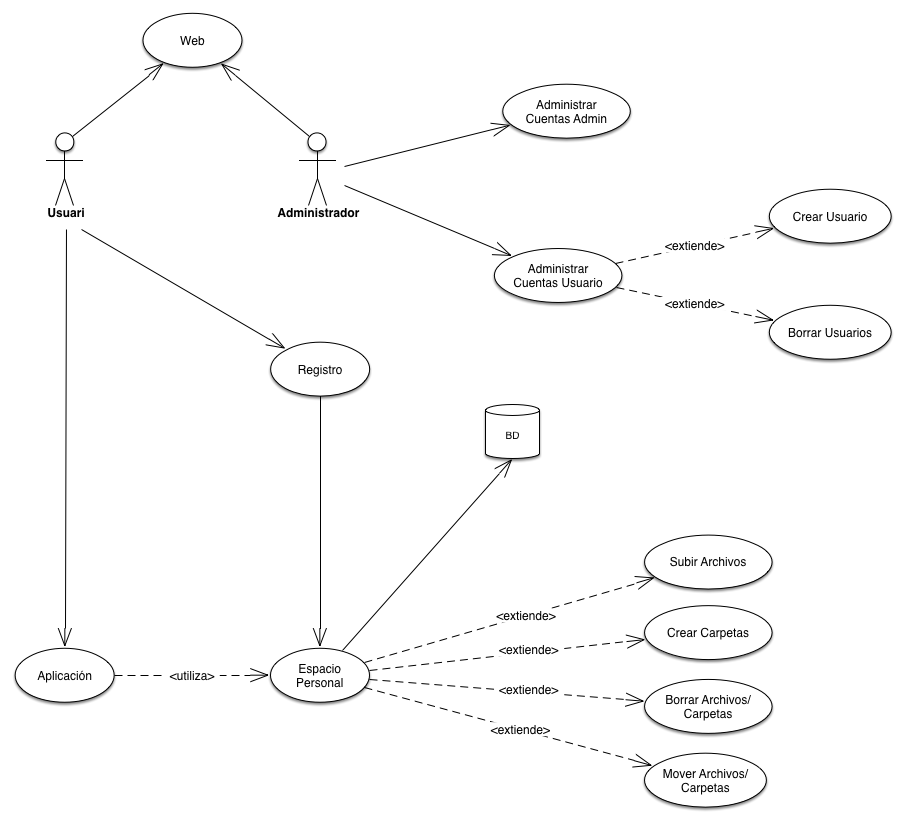 Web
Administrar
Cuentas Admin
Usuari
Administrador
Crear Usuario
<extiende>
Administrar
Cuentas Usuario
<extiende>
Borrar Usuarios
Registro
BD
Subir Archivos
<extiende>
Crear Carpetas
<extiende>
Aplicación
<utiliza>
Espacio
Personal
<extiende>
Borrar Archivos/
Carpetas
<extiende>
Mover Archivos/
Carpetas